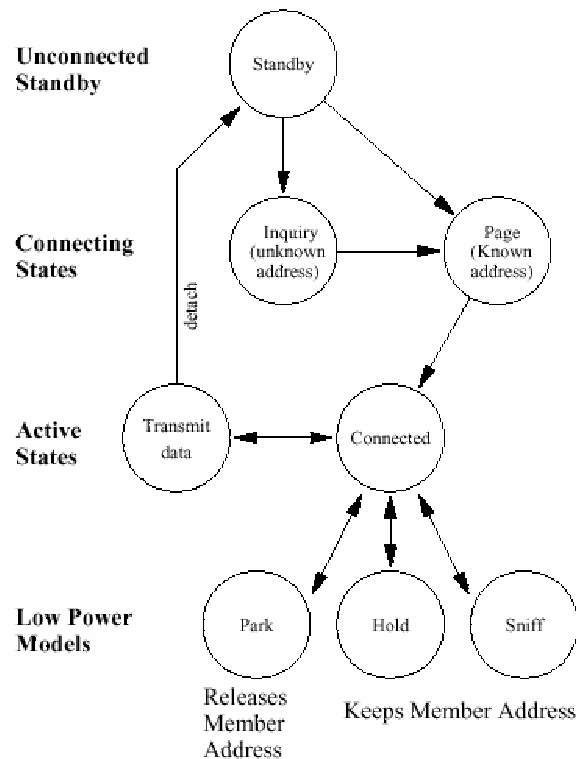 Unconnected
Standby
Standby
Connecting
States
Inquiry
(unknown
address)
Page
(Known
address)
detach
Active
States
Transmit
data
Connected
Low Power
Models
Park
Hold
Sniff
Releases
Member
Address
Keeps Member Address